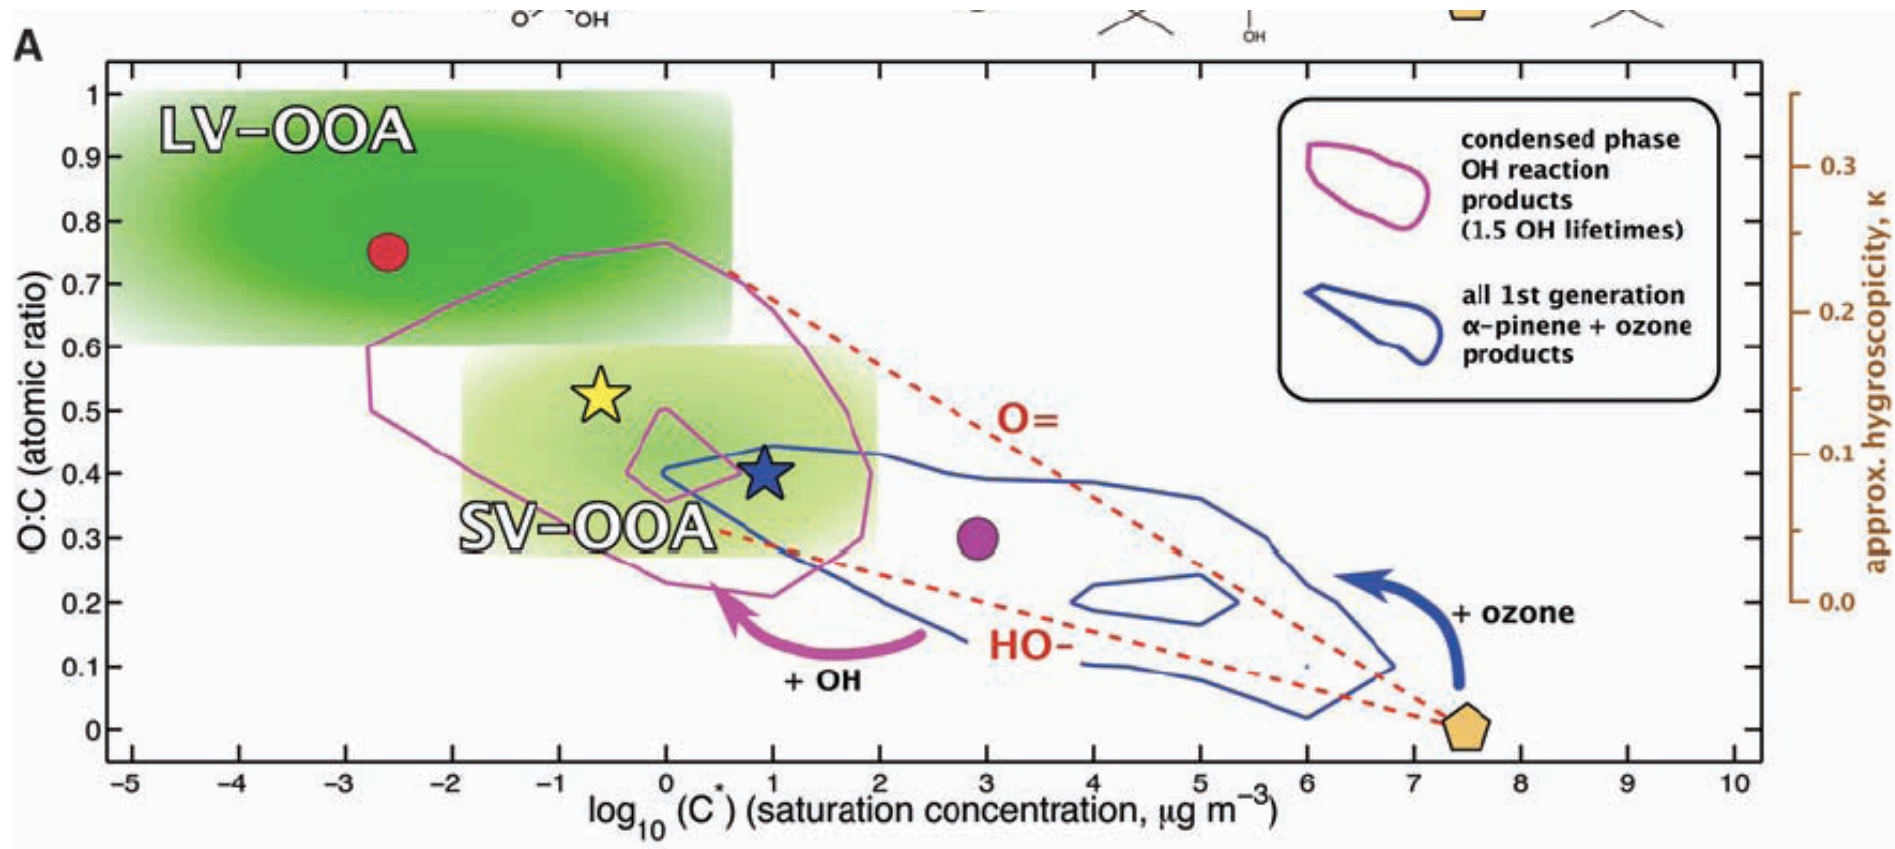 O OH
OH
A
LV-OOA
SV-OOA
O=
HO-
+ OH
+ ozone
condensed phase
OH reaction
products
(1.5 OH lifetimes)
all 1st generation
α-pinene + ozone
products
O:C (atomic ratio)
1
0.9
0.8
0.7
0.6
0.5
0.4
0.3
0.2
0.1
0
-5 -4 -3 -2 -1 0 1 2 3 4 5 6 7 8 9 10
log10 (C*) (saturation concentration, μg m-3)
0.3
0.2
0.1
0.0
approx. hygroscopicity, κ